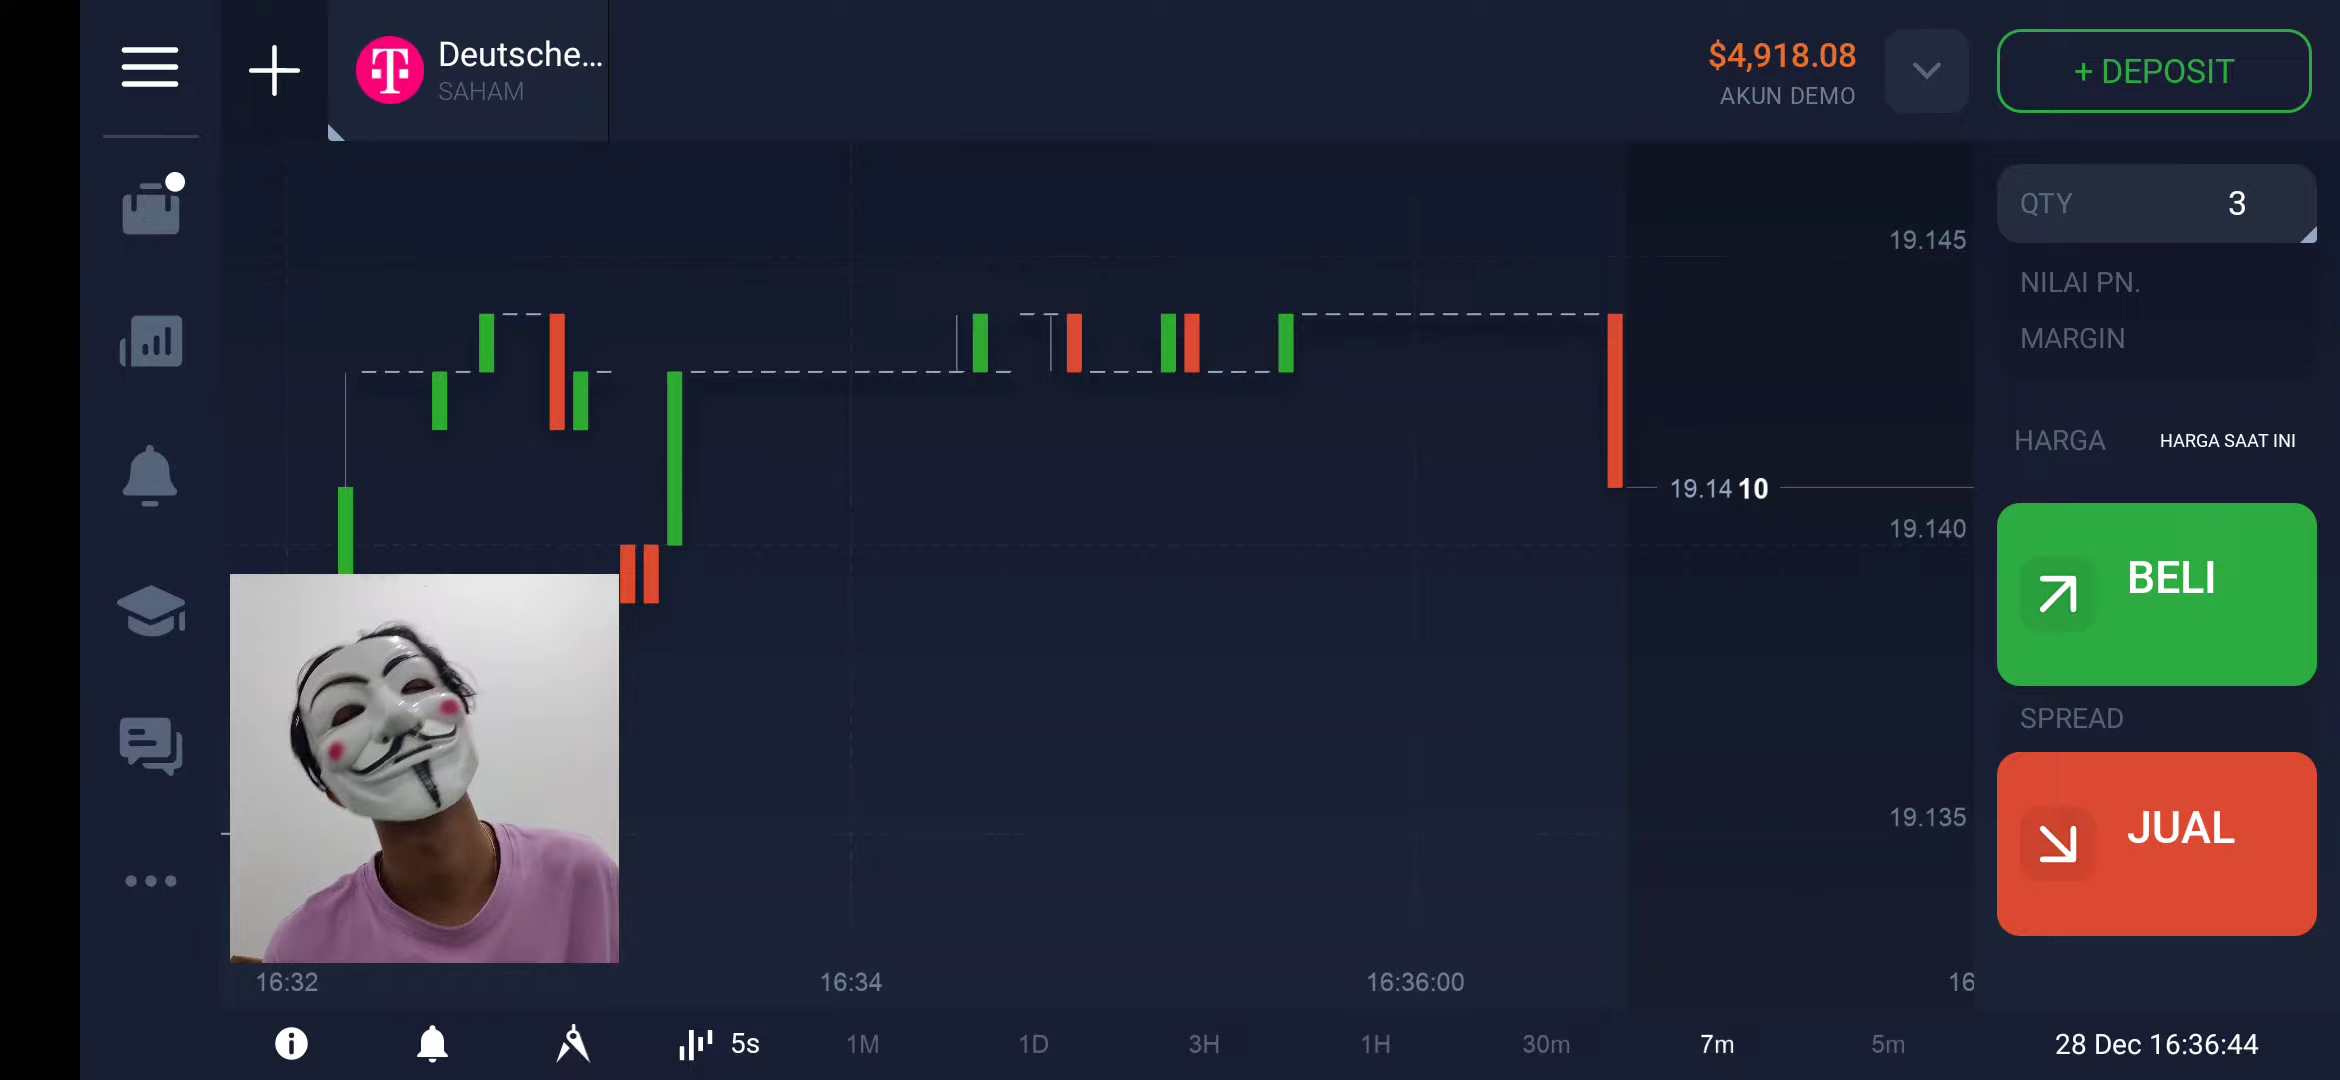 Deutsche...
SAHAM
$4,918.08
AKUN DEMO
+ DEPOSIT
QTY 3
19.145
NILAI PN.
MARGIN
HARGA HARGA SAAT INI
19.1410
19.140
BELI
SPREAD
19.135
JUAL
16:32 16:34 16:36:00 16
5s 1M 1D 3H 1H 30m 7m 5m 28 Dec 16:36:44